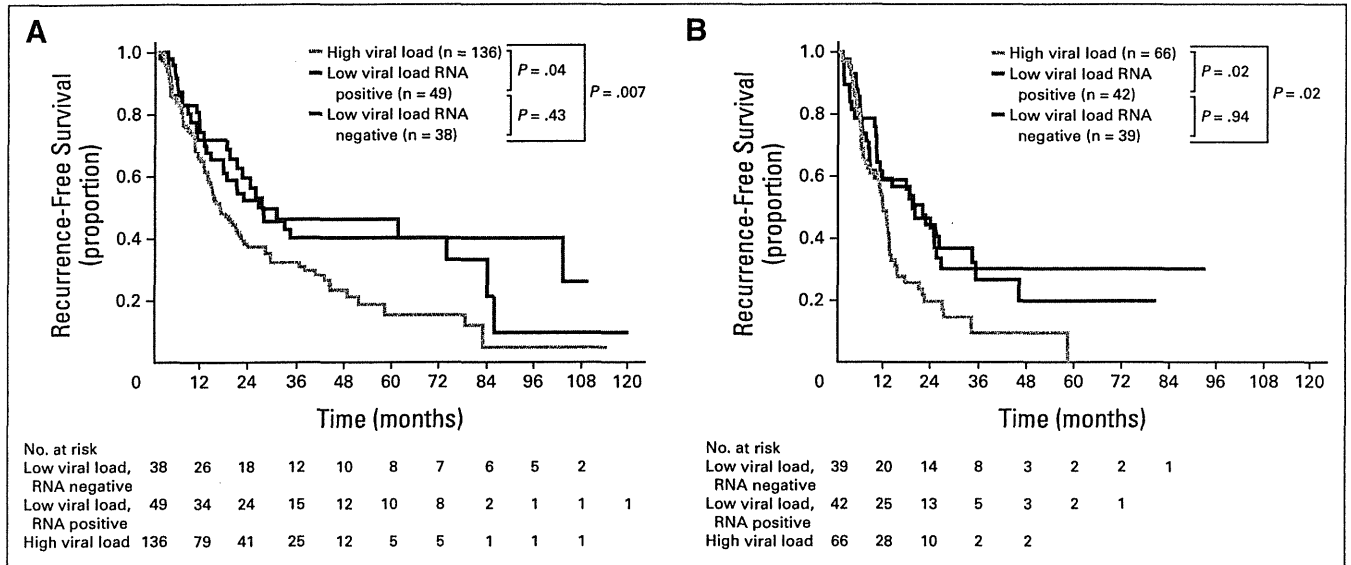 A
Recurrence-Free Survival
(proportion)
1.0
0.8
0.6
0.4
0.2
0
12 24 36 48 60 72 84 96 108 120
Time (months)
High viral load (n = 136)
Low viral load RNA
positive (n = 49)
Low viral load RNA
negative (n = 38)
P = .04
P = .43
P = .007
No. at risk
Low viral load, 38 26 18 12 10 8 7 6 5 2
RNA negative
Low viral load, 49 34 24 15 12 10 8 2 1 1 1
RNA positive
High viral load 136 79 41 25 12 5 5 1 1 1
B
Recurrence-Free Survival
(proportion)
1.0
0.8
0.6
0.4
0.2
0
12 24 36 48 60 72 84 96 108 120
Time (months)
High viral load (n = 66)
Low viral load RNA
positive (n = 42)
Low viral load RNA
negative (n = 39)
P = .02
P = .94
P = .02
No. at risk
Low viral load, 39 20 14 8 3 2 2 1
RNA negative
Low viral load, 42 25 13 5 3 2 1
RNA positive
High viral load 66 28 10 2 2